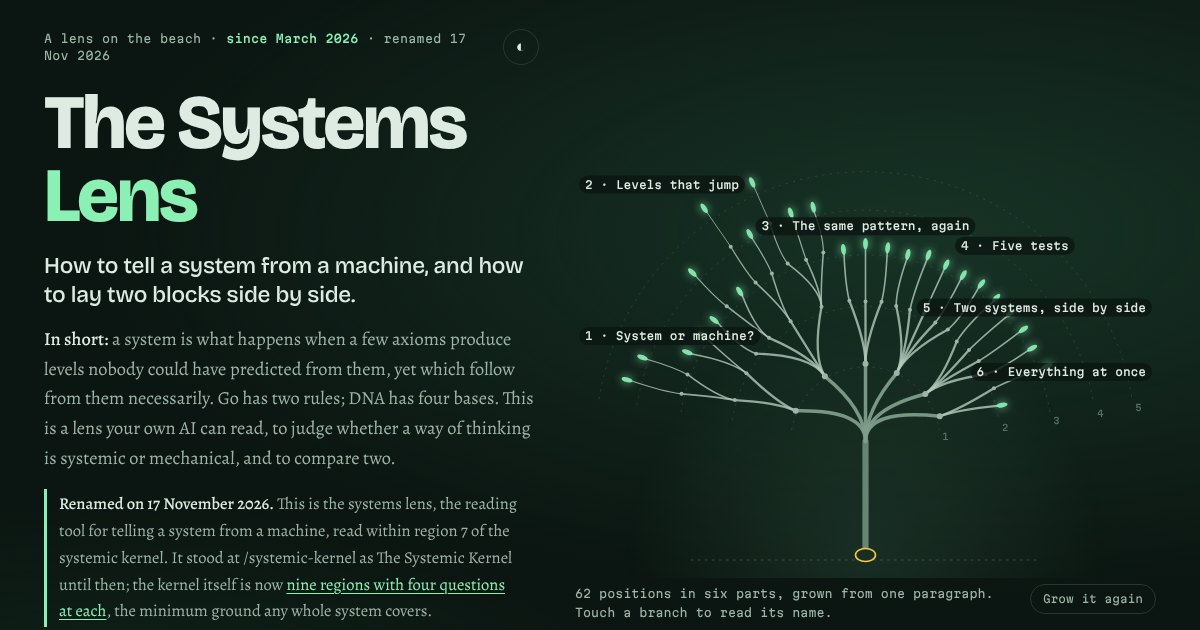 A lens on the beach · since March 2026 · renamed 17
Nov 2026
The Systems
Lens
How to tell a system from a machine, and how
to lay two blocks side by side.
In short: a system is what happens when a few axioms produce
levels nobody could have predicted from them, yet which follow
from them necessarily. Go has two rules; DNA has four bases. This
is a lens your own AI can read, to judge whether a way of thinking
is systemic or mechanical, and to compare two.
Renamed on 17 November 2026. This is the systems lens, the reading
tool for telling a system from a machine, read within region 7 of the
systemic kernel. It stood at /systemic-kernel as The Systemic Kernel
until then; the kernel itself is now nine regions with four questions
at each, the minimum ground any whole system covers.
2 · Levels that jump
3 · The same pattern, again
4 · Five tests
5 · Two systems, side by side
1 · System or machine?
6 · Everything at once
1 2 3 4 5
62 positions in six parts, grown from one paragraph.
Touch a branch to read its name.
Grow it again